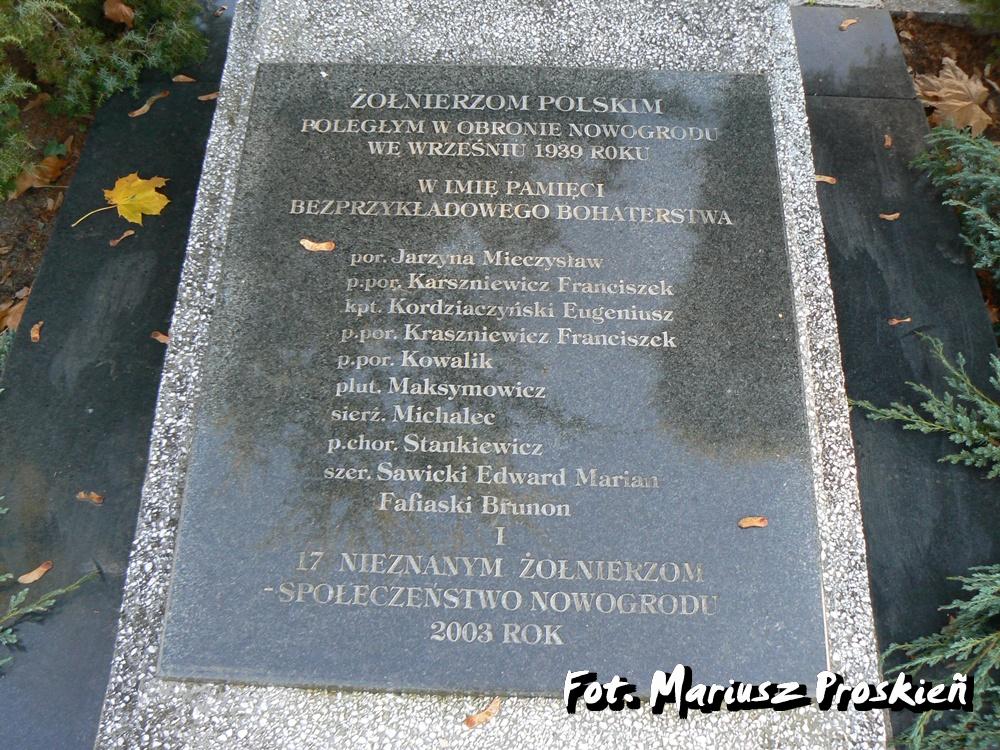 ŻOŁNIERZOM POLSKIM
POLEGŁYM W OBRONIE NOWOGRODU
WE WRZEŚNIU 1939 ROKU
W IMIĘ PAMIĘCI
BEZPRZYKŁADOWEGO BOHATERSTWA
por. Jarzyna Mieczysław
p.por. Karszniewicz Franciszek
kpt. Kordziaczyński Eugeniusz
p.por. Kraszniewicz Franciszek
p.por. Kowalik
plut. Maksymowicz
sierż. Michalec
p.chor. Stankiewicz
szer. Sawicki Edward Marian
Fafiaski Brunon
I
17 NIEZNANYM ŻOŁNIERZOM
-SPOŁECZEŃSTWO NOWOGRODU
2003 ROK
Fot. Mariusz Proskieñ